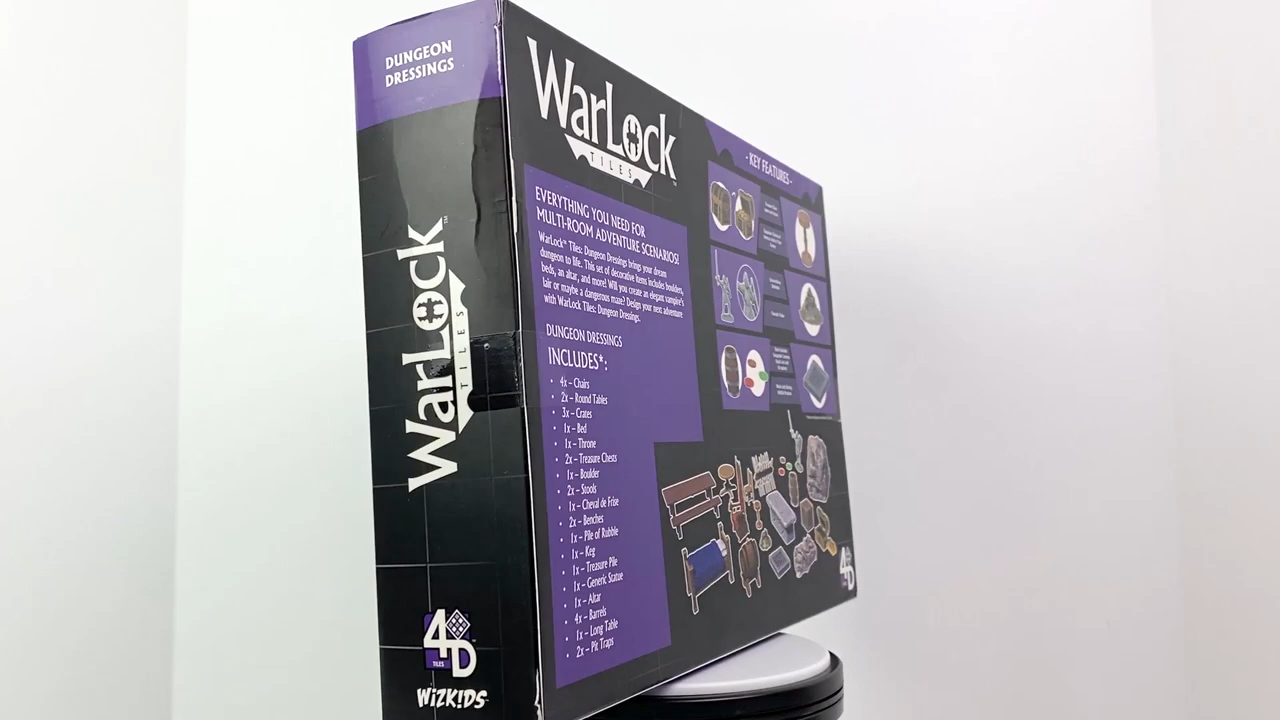 DUNGEON
DRESSINGS
WarLock™
TILES
4D
TILES
WIZKIDS
WarLock™
TILES
EVERYTHING YOU NEED FOR
MULTI-ROOM ADVENTURE SCENARIOS!
WarLock™ Tiles: Dungeon Dressings brings your dream
dungeon to life. This set of decorative items includes boulders,
beds, an altar, and more! Will you create an elegant vampire's
lair or maybe a dangerous maze? Design your next adventure
with WarLock Tiles: Dungeon Dressings.
DUNGEON DRESSINGS
INCLUDES*:
• 4x – Chairs
• 2x – Round Tables
• 3x – Crates
• 1x – Bed
• 1x – Throne
• 2x – Treasure Chests
• 1x – Boulder
• 2x – Stools
• 1x – Cheval de Frise
• 2x – Benches
• 1x – Pile of Rubble
• 1x – Keg
• 1x – Treasure Pile
• 1x – Generic Statue
• 1x – Altar
• 4x – Barrels
• 1x – Long Table
• 2x – Pit Traps
- KEY FEATURES -
4D